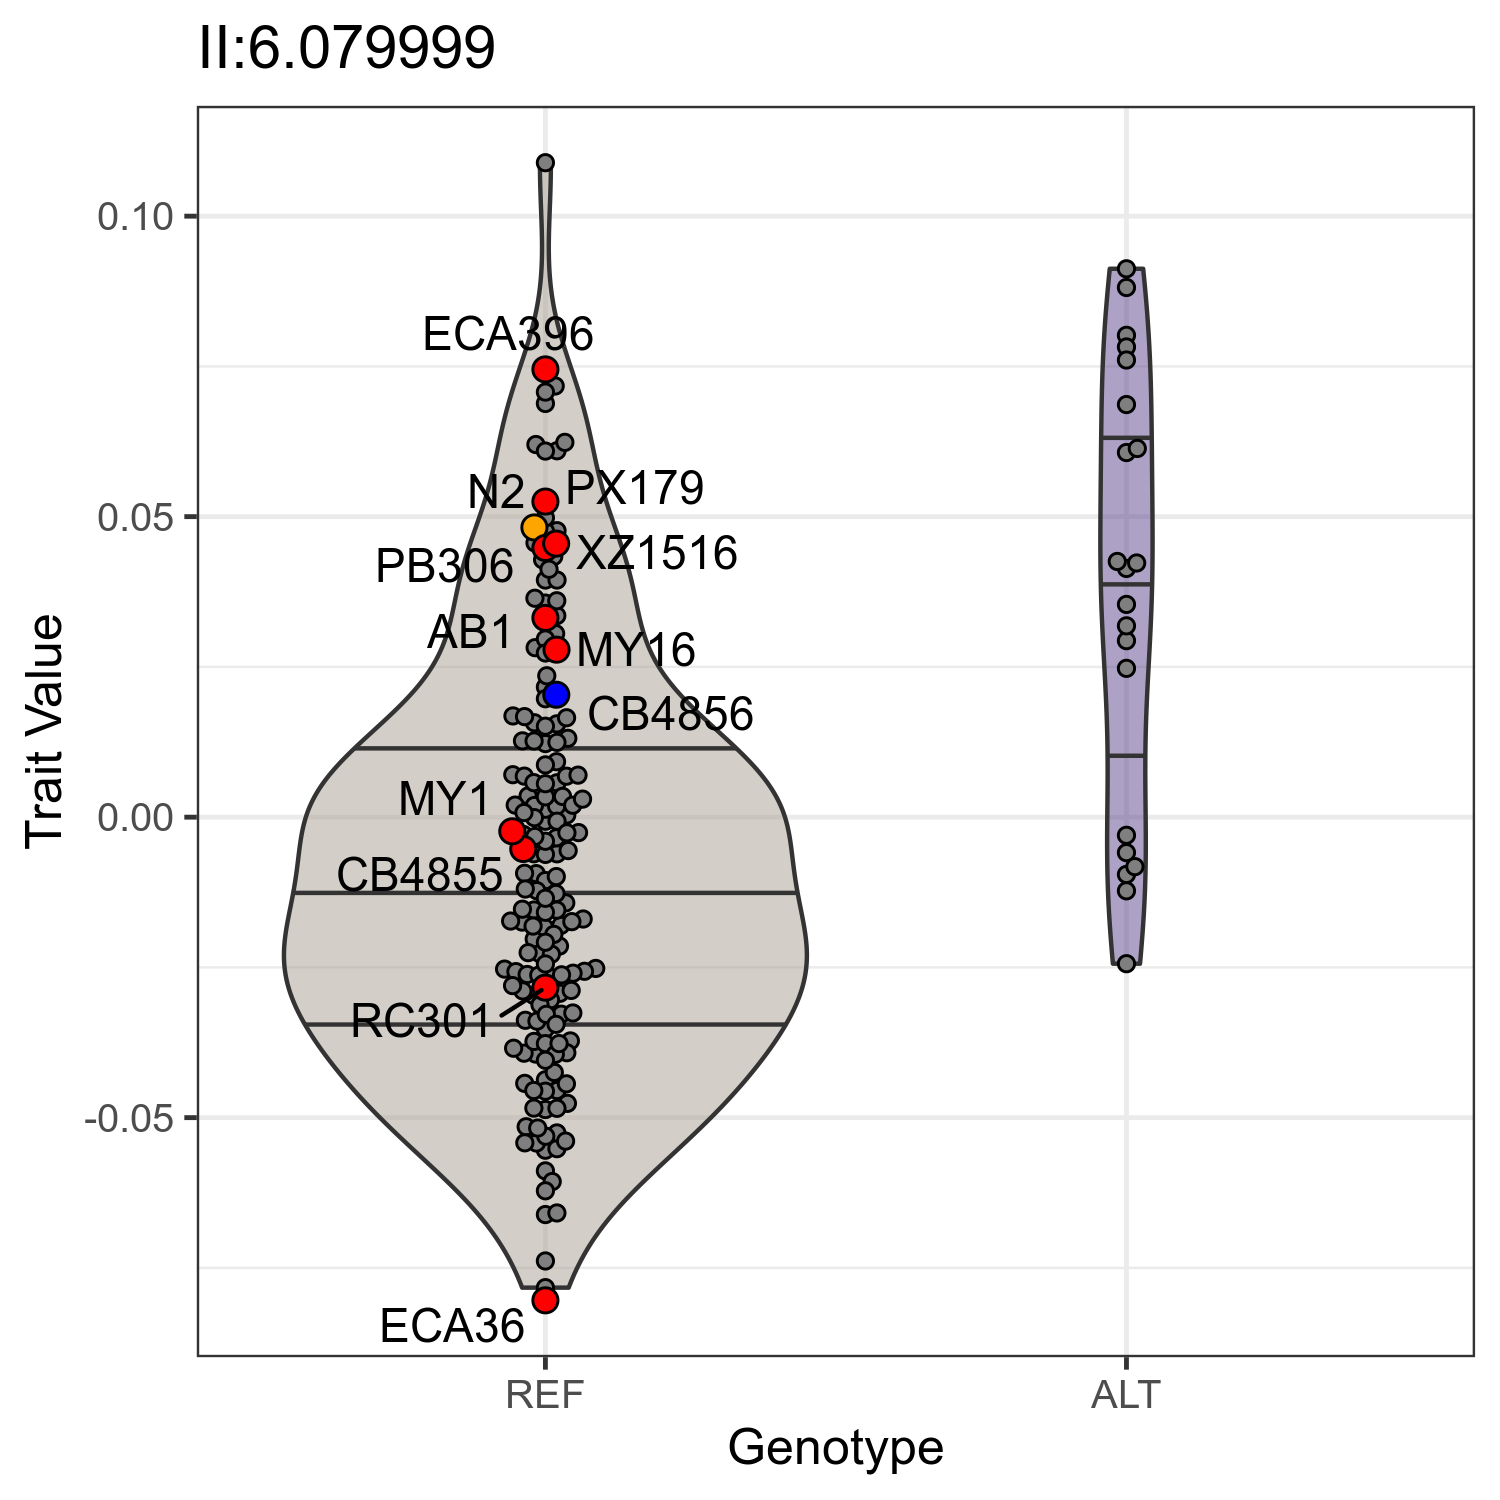 II:6.079999
Trait Value
0.10
0.05
0.00
-0.05
ECA396
N2
PX179
PB306
XZ1516
AB1
MY16
CB4856
MY1
CB4855
RC301
ECA36
REF
ALT
Genotype